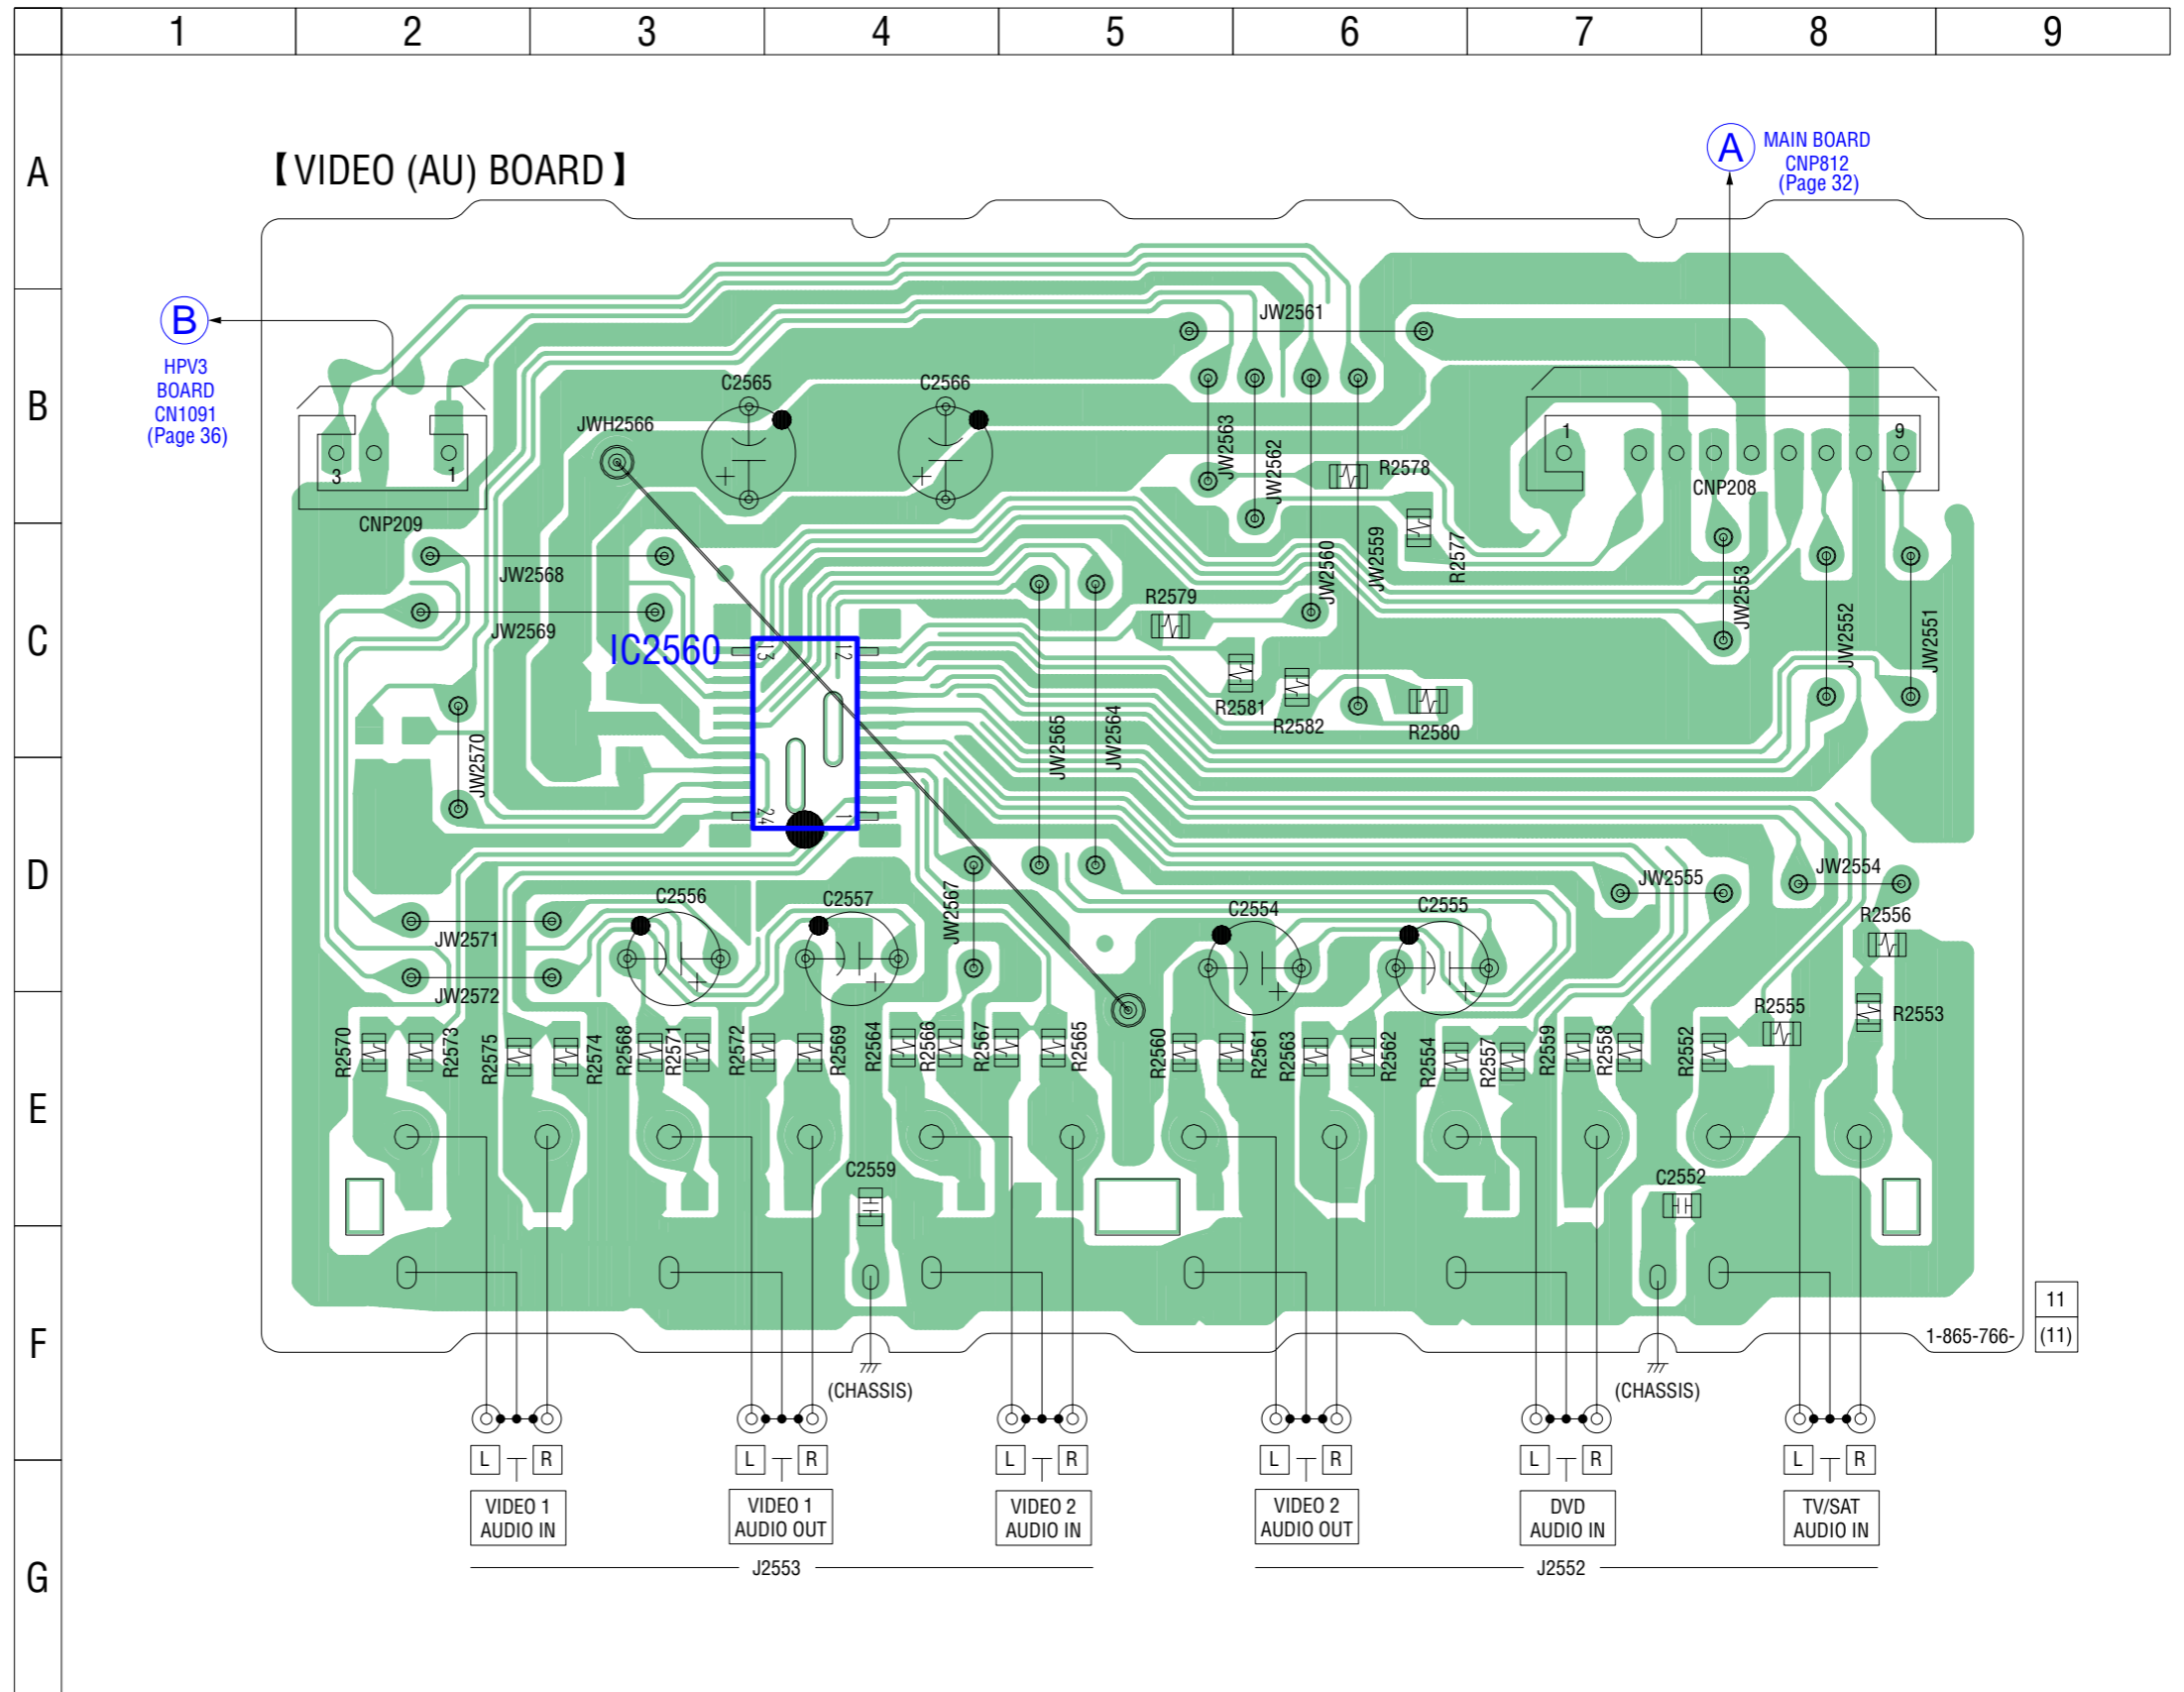 1 2 3 4 5 6 7 8 9
A
B
C
D
E
F
G
【VIDEO (AU) BOARD】
A
MAIN BOARD
CNP812
(Page 32)
B
HPV3
BOARD
CN1091
(Page 36)
JW2561
C2565
C2566
JWH2566
JW2563
JW2562
R2578
1
9
CNP208
3
1
CNP209
JW2568
JW2569
JW2560
JW2559
R2577
R2579
JW2553
JW2552
JW2551
IC2560
13
12
24
1
R2581
R2582
R2580
JW2570
JW2565
JW2564
C2556
C2557
JW2567
JW2555
JW2554
C2554
C2555
R2556
JW2571
JW2572
R2555
R2553
R2570
R2573
R2575
R2574
R2568
R2571
R2572
R2569
R2564
R2566
R2567
R2565
R2560
R2561
R2563
R2562
R2554
R2557
R2559
R2558
R2552
C2559
C2552
11
1-865-766-
(11)
(CHASSIS)
(CHASSIS)
L R
L R
L R
L R
L R
L R
VIDEO 1
AUDIO IN
VIDEO 1
AUDIO OUT
VIDEO 2
AUDIO IN
VIDEO 2
AUDIO OUT
DVD
AUDIO IN
TV/SAT
AUDIO IN
J2553
J2552